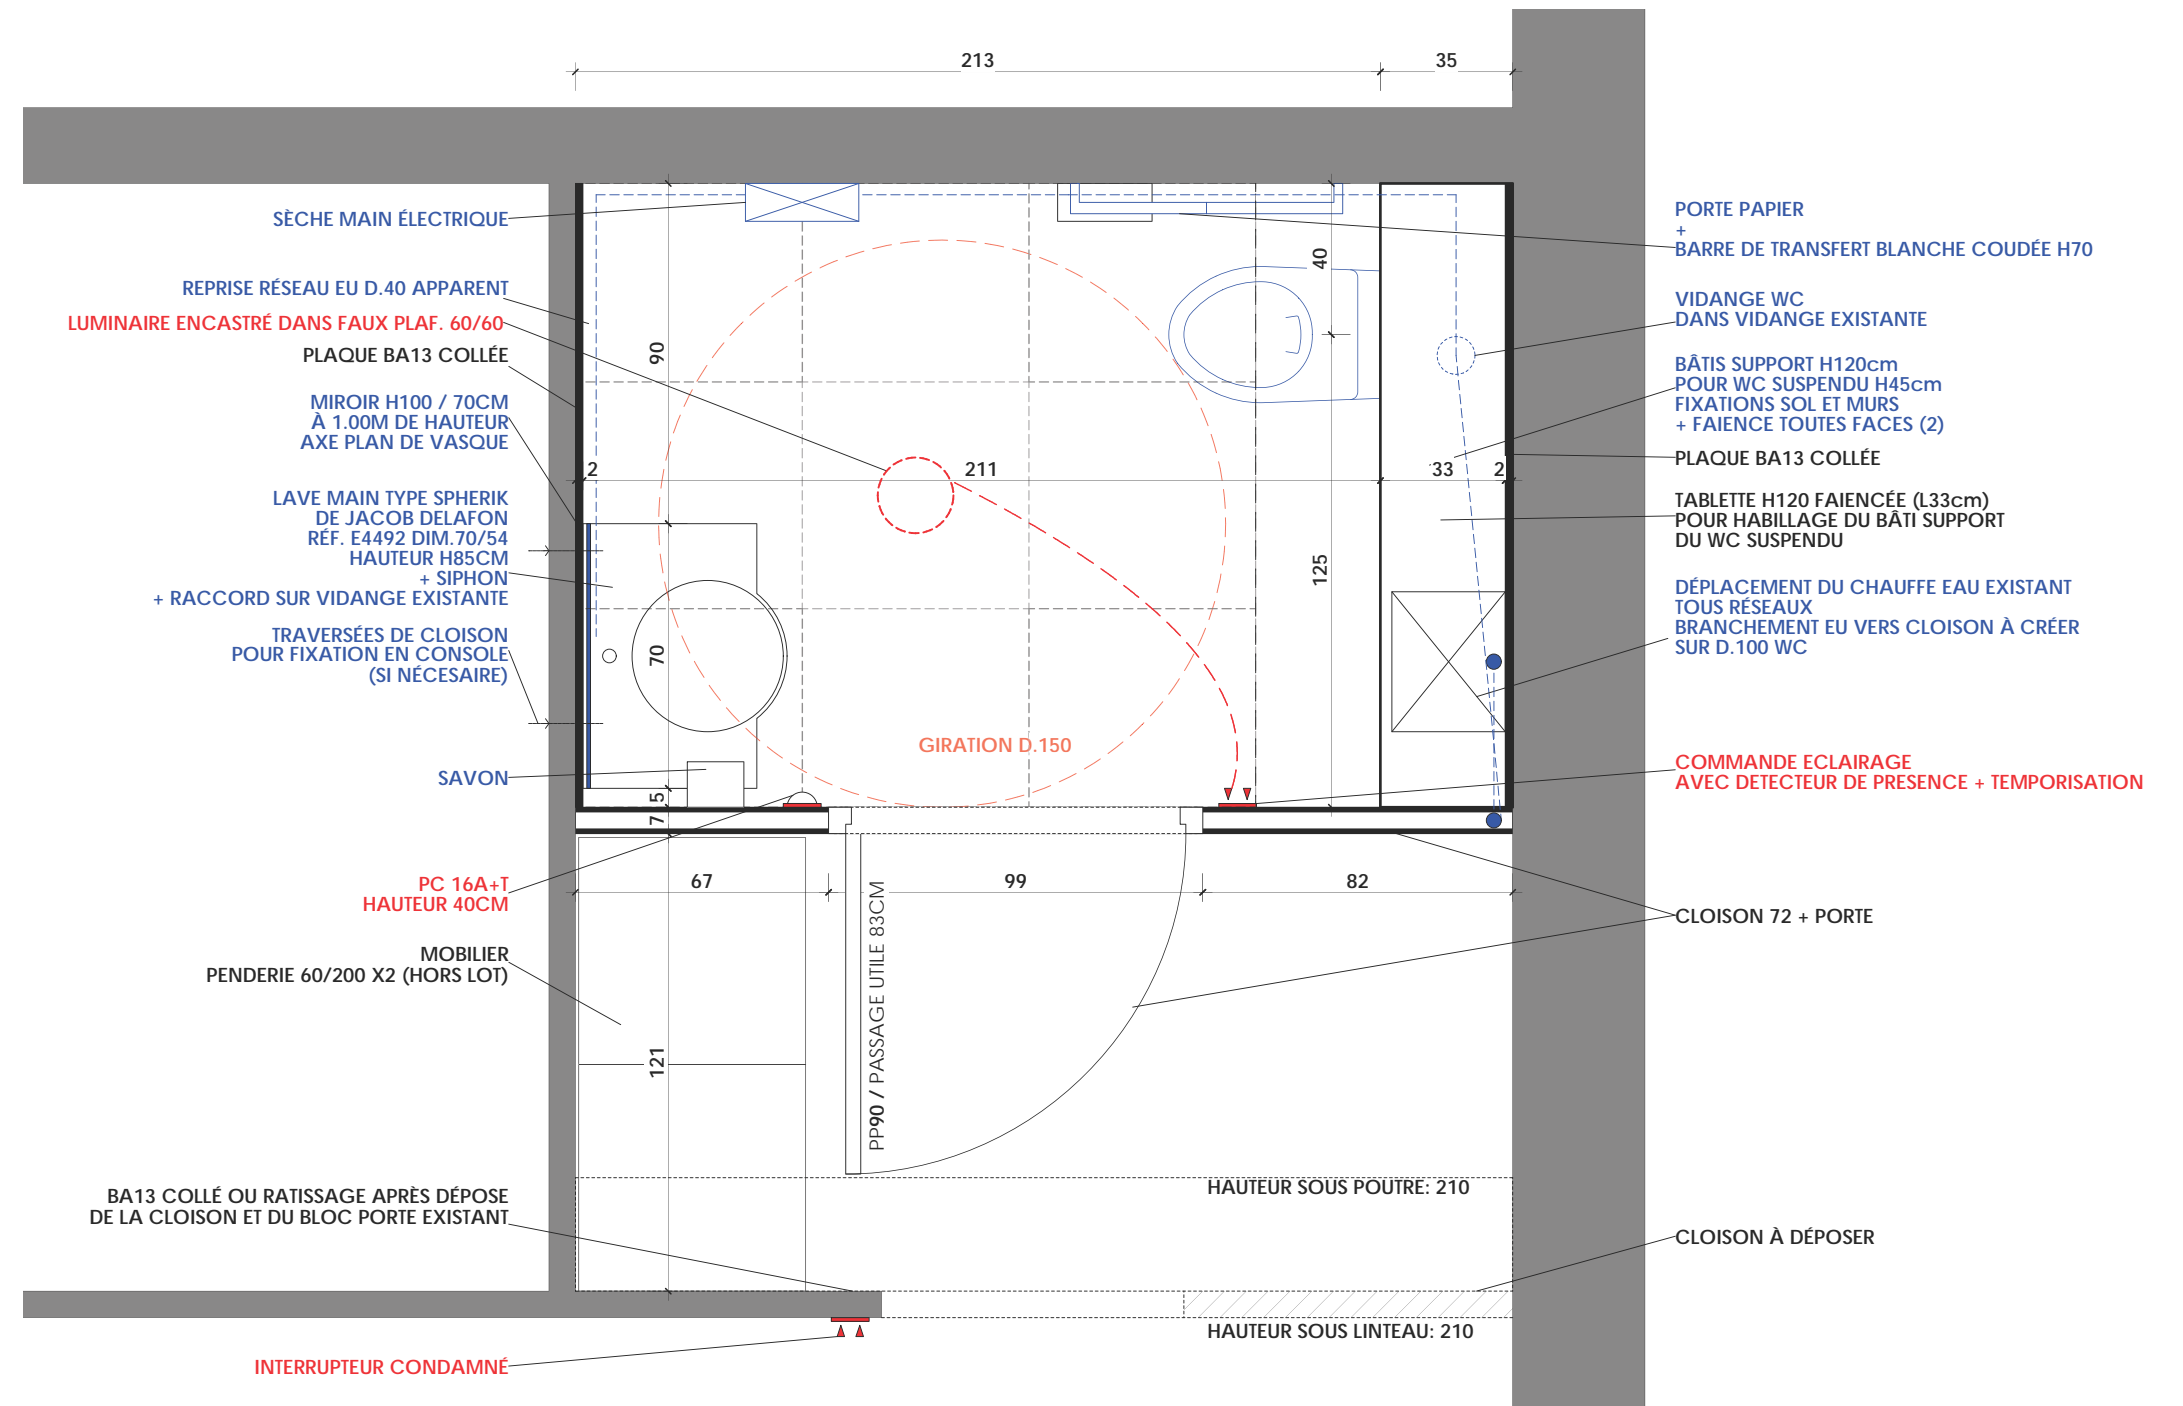 213
35
SÈCHE MAIN ÉLECTRIQUE
REPRISE RÉSEAU EU D.40 APPARENT
LUMINAIRE ENCASTRÉ DANS FAUX PLAF. 60/60
PLAQUE BA13 COLLÉE
MIROIR H100 / 70CM
À 1.00M DE HAUTEUR
AXE PLAN DE VASQUE
LAVE MAIN TYPE SPHERIK
DE JACOB DELAFON
RÉF. E4492 DIM.70/54
HAUTEUR H85CM
+ SIPHON
+ RACCORD SUR VIDANGE EXISTANTE
TRAVERSÉES DE CLOISON
POUR FIXATION EN CONSOLE
(SI NÉCESAIRE)
SAVON
PC 16A+T
HAUTEUR 40CM
MOBILIER
PENDERIE 60/200 X2 (HORS LOT)
BA13 COLLÉ OU RATISSAGE APRÈS DÉPOSE
DE LA CLOISON ET DU BLOC PORTE EXISTANT
INTERRUPTEUR CONDAMNÉ
90
40
2
211
33
2
125
70
5
7
GIRATION D.150
67
99
82
PP90 / PASSAGE UTILE 83CM
121
HAUTEUR SOUS POUTRE: 210
HAUTEUR SOUS LINTEAU: 210
PORTE PAPIER
+
BARRE DE TRANSFERT BLANCHE COUDÉE H70
VIDANGE WC
DANS VIDANGE EXISTANTE
BÂTIS SUPPORT H120cm
POUR WC SUSPENDU H45cm
FIXATIONS SOL ET MURS
+ FAIENCE TOUTES FACES (2)
PLAQUE BA13 COLLÉE
TABLETTE H120 FAIENCÉE (L33cm)
POUR HABILLAGE DU BÂTI SUPPORT
DU WC SUSPENDU
DÉPLACEMENT DU CHAUFFE EAU EXISTANT
TOUS RÉSEAUX
BRANCHEMENT EU VERS CLOISON À CRÉER
SUR D.100 WC
COMMANDE ECLAIRAGE
AVEC DETECTEUR DE PRESENCE + TEMPORISATION
CLOISON 72 + PORTE
CLOISON À DÉPOSER